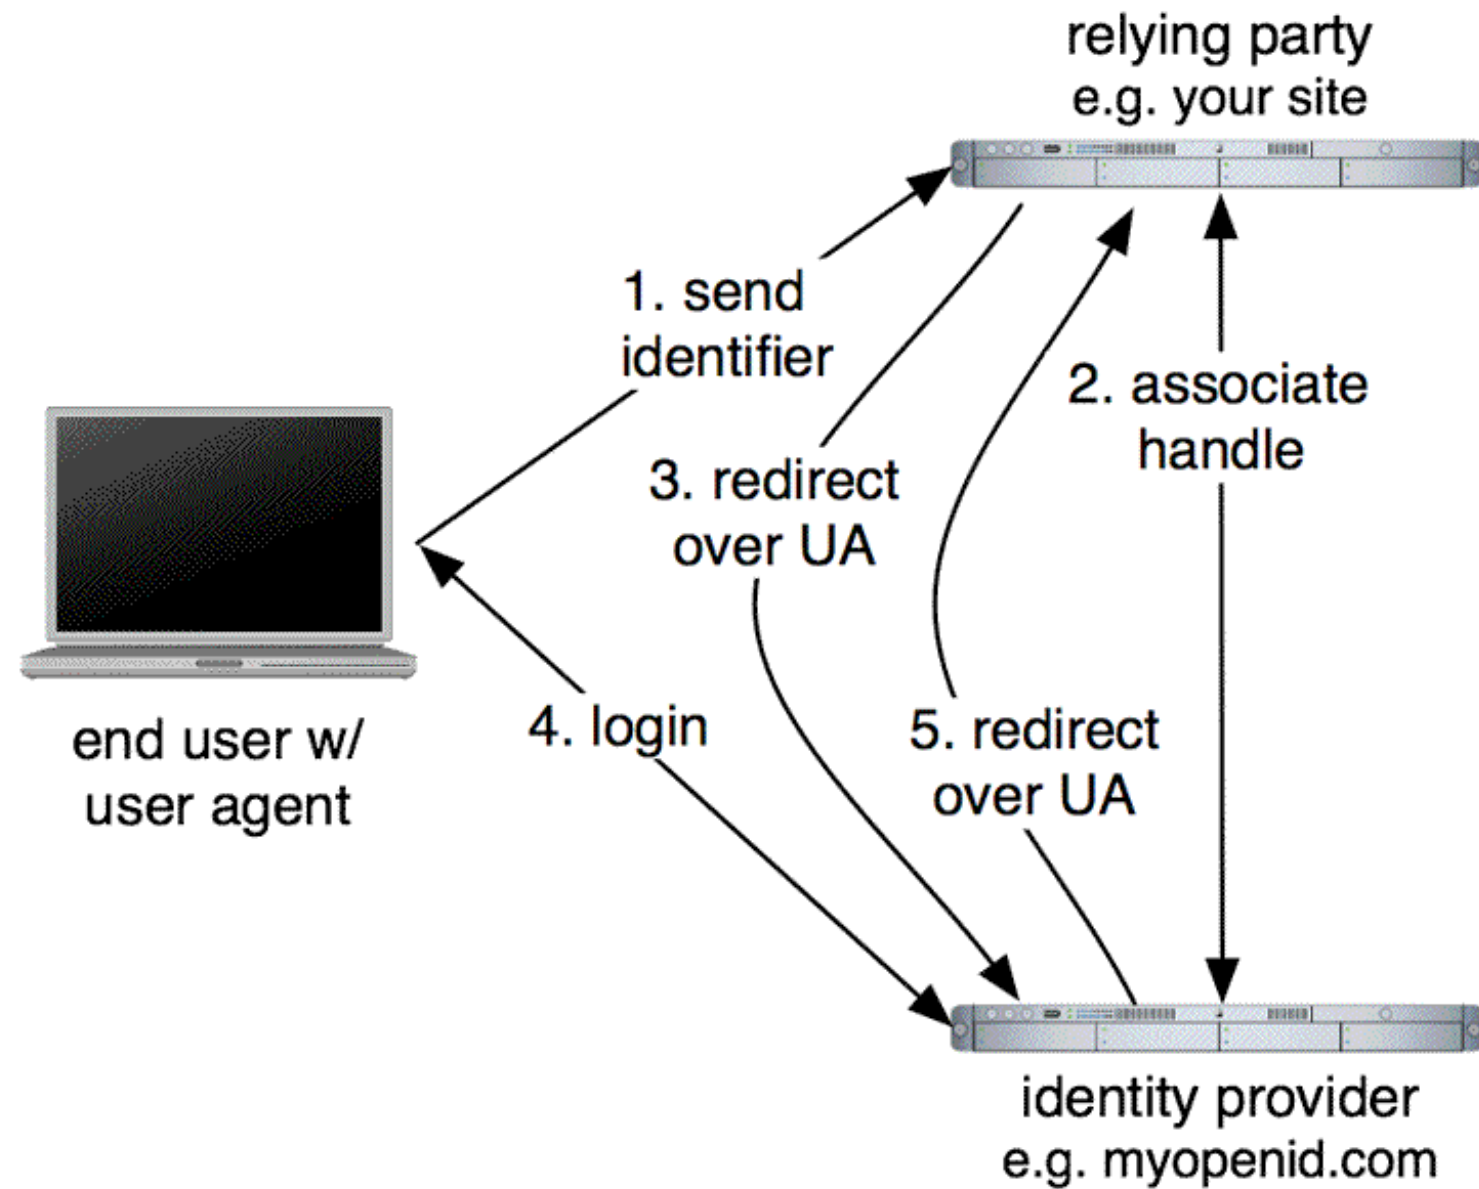 relying party
e.g. your site
1. send
identifier
2. associate
handle
3. redirect
over UA
4. login
5. redirect
over UA
end user w/
user agent
identity provider
e.g. myopenid.com